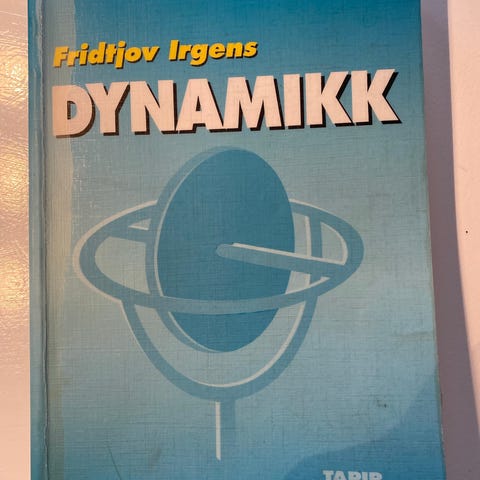 Fridtjov Irgens
DYNAMIKK
TAPIR